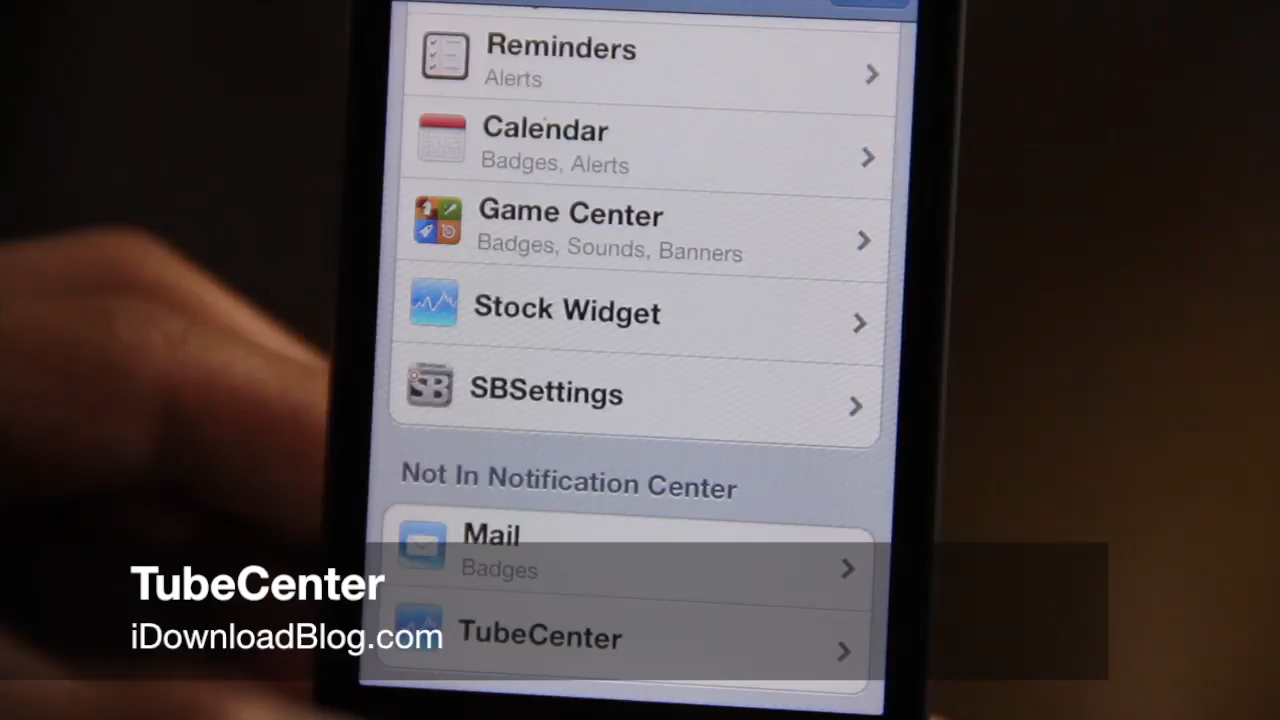 Reminders
Alerts
Calendar
Badges, Alerts
Game Center
Badges, Sounds, Banners
Stock Widget
SB
SBSettings
Not In Notification Center
Mail
Badges
TubeCenter
TubeCenter
iDownloadBlog.com